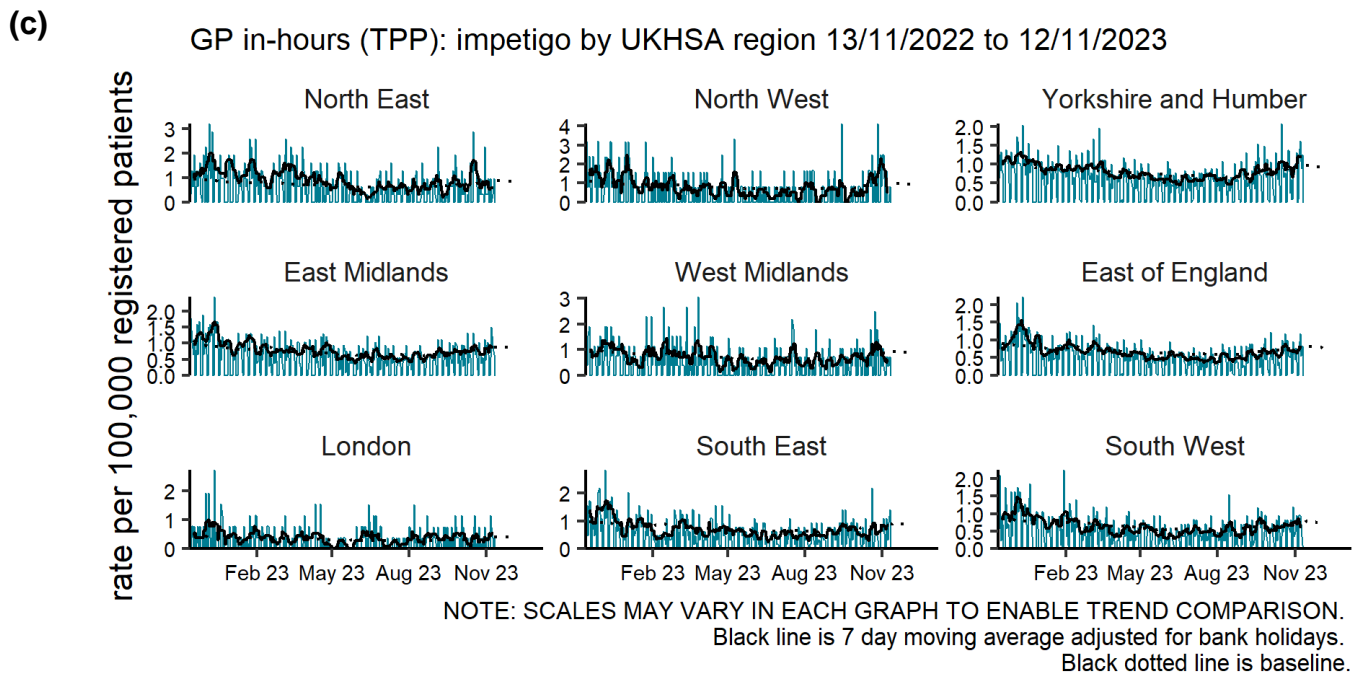 (c)
GP in-hours (TPP): impetigo by UKHSA region 13/11/2022 to 12/11/2023
rate per 100,000 registered patients
North East
3
2
1
0
North West
4
3
2
1
0
Yorkshire and Humber
2.0
1.5
1.0
0.5
0.0
East Midlands
2.0
1.5
1.0
0.5
0.0
West Midlands
3
2
1
0
East of England
2.0
1.5
1.0
0.5
0.0
London
2
1
0
Feb 23 May 23 Aug 23 Nov 23
South East
2
1
0
Feb 23 May 23 Aug 23 Nov 23
South West
2.0
1.5
1.0
0.5
0.0
Feb 23 May 23 Aug 23 Nov 23
NOTE: SCALES MAY VARY IN EACH GRAPH TO ENABLE TREND COMPARISON.
Black line is 7 day moving average adjusted for bank holidays.
Black dotted line is baseline.